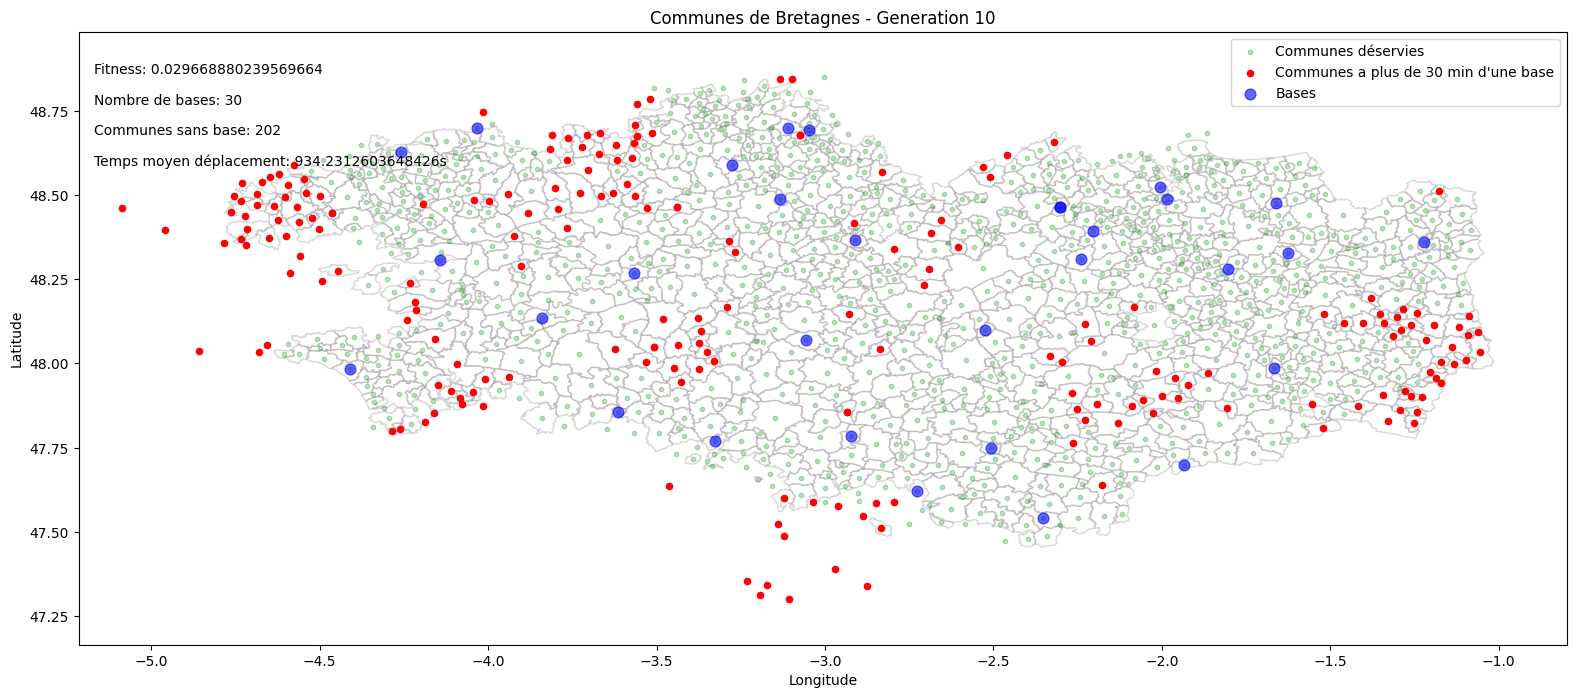 Communes de Bretagnes - Generation 10
Fitness: 0.029668880239569664
Nombre de bases: 30
Communes sans base: 202
Temps moyen déplacement: 934.2312603648426s
Communes déservies
Communes a plus de 30 min d'une base
Bases
Latitude
48.75
48.50
48.25
48.00
47.75
47.50
47.25
−5.0 −4.5 −4.0 −3.5 −3.0 −2.5 −2.0 −1.5 −1.0
Longitude